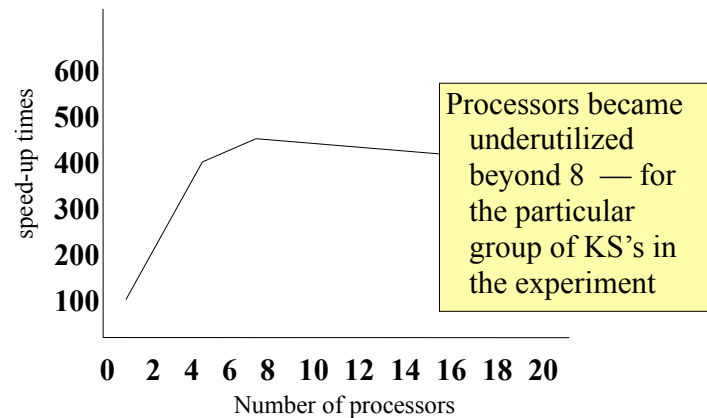 600
500
400
300
200
100
speed-up times
Processors became
underutilized
beyond 8 — for
the particular
group of KS's in
the experiment
0 2 4 6 8 10 12 14 16 18 20
Number of processors